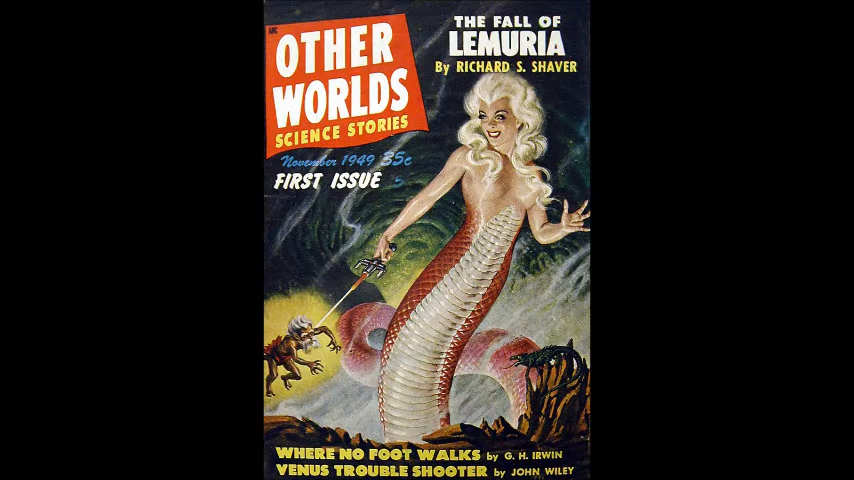 OTHER
WORLDS
SCIENCE STORIES
November 1949 35c
FIRST ISSUE
THE FALL OF
LEMURIA
By RICHARD S. SHAVER
WHERE NO FOOT WALKS by G. H. IRWIN
VENUS TROUBLE SHOOTER by JOHN WILEY